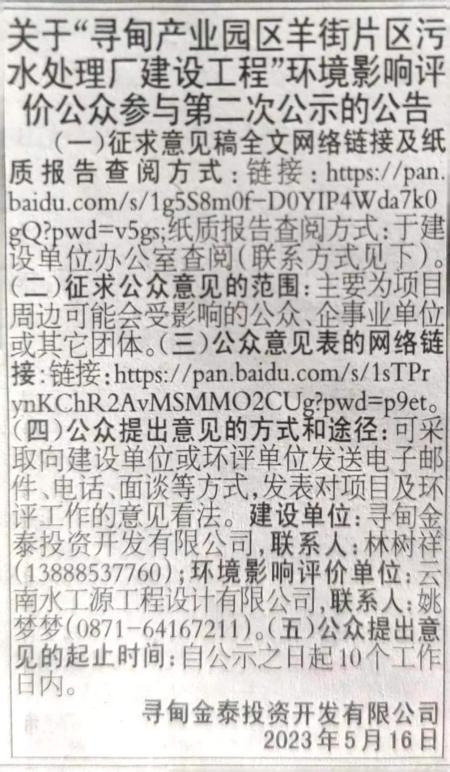 关于“寻甸产业园区羊街片区污
水处理厂建设工程”环境影响评
价公众参与第二次公示的公告
(一)征求意见稿全文网络链接及纸
质报告查阅方式:链接:https://pan.
baidu.com/s/1g5S8m0f-D0YIP4Wda7k0
gQ?pwd=v5gs;纸质报告查阅方式:于建
设单位办公室查阅(联系方式见下)。
(二)征求公众意见的范围:主要为项目
周边可能会受影响的公众、企事业单位
或其它团体。(三)公众意见表的网络链
接:链接:https://pan.baidu.com/s/1sTPr
ynKChR2AvMSMMO2CUg?pwd=p9et。
(四)公众提出意见的方式和途径:可采
取向建设单位或环评单位发送电子邮
件、电话、面谈等方式,发表对项目及环
评工作的意见看法。建设单位:寻甸金
泰投资开发有限公司,联系人:林树祥
(13888537760);环境影响评价单位:云
南水工源工程设计有限公司,联系人:姚
梦梦(0871-64167211)。(五)公众提出意
见的起止时间:自公示之日起10个工作
日内。
寻甸金泰投资开发有限公司
2023年5月16日